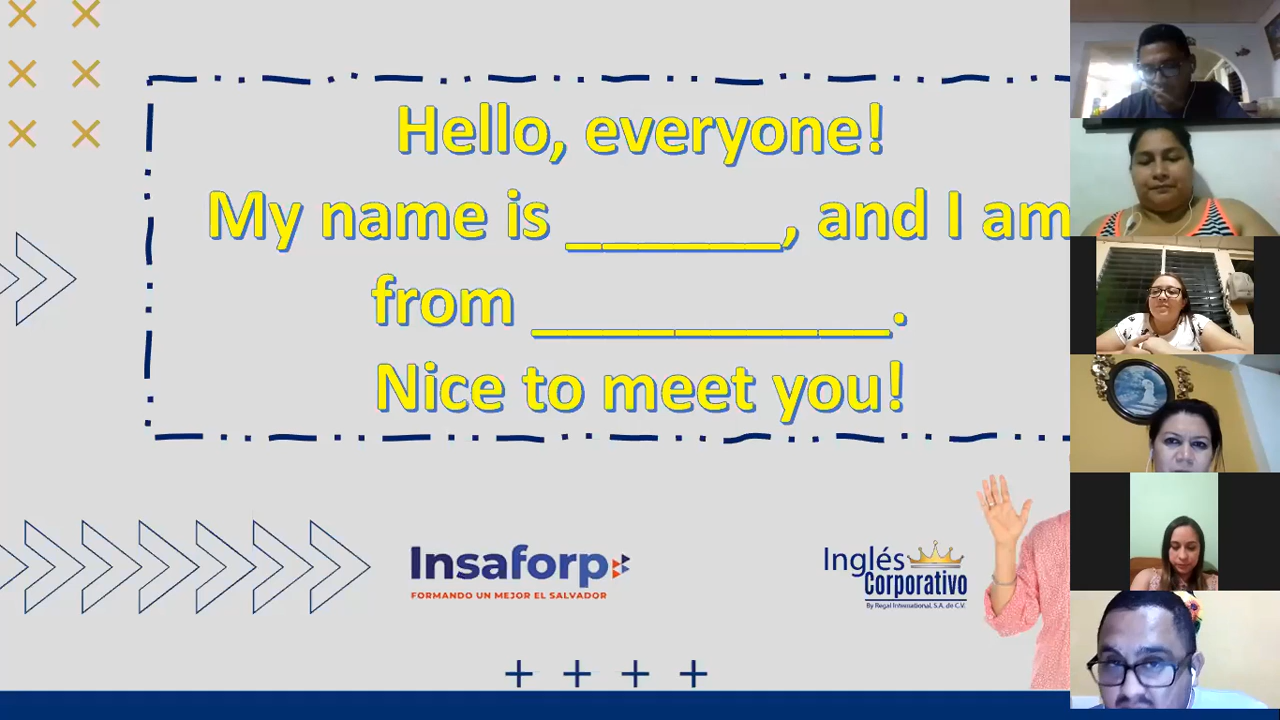 Hello, everyone!
My name is ________, and I am
from ___________.
Nice to meet you!
Insaforp
FORMANDO UN MEJOR EL SALVADOR
Inglés
Corporativo
By Regal International, S.A. de C.V.